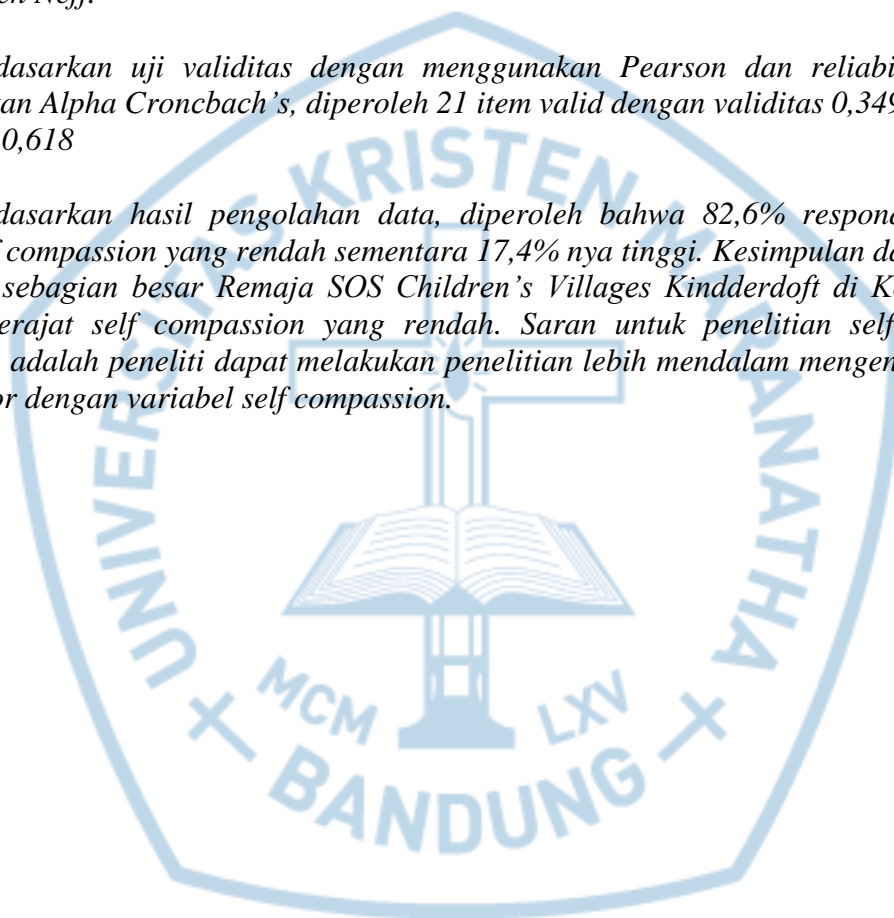 en Neff.
dasarkan uji validitas dengan menggunakan Pearson dan reliabi
an Alpha Croncbach's, diperoleh 21 item valid dengan validitas 0,349
0,618
dasarkan hasil pengolahan data, diperoleh bahwa 82,6% respond
f compassion yang rendah sementara 17,4% nya tinggi. Kesimpulan da
sebagian besar Remaja SOS Children's Villages Kindderdoft di K
erajat self compassion yang rendah. Saran untuk penelitian self
adalah peneliti dapat melakukan penelitian lebih mendalam mengen
or dengan variabel self compassion.
UNIVERSITAS KRISTEN MARANATHA
MCM LXV
BANDUNG